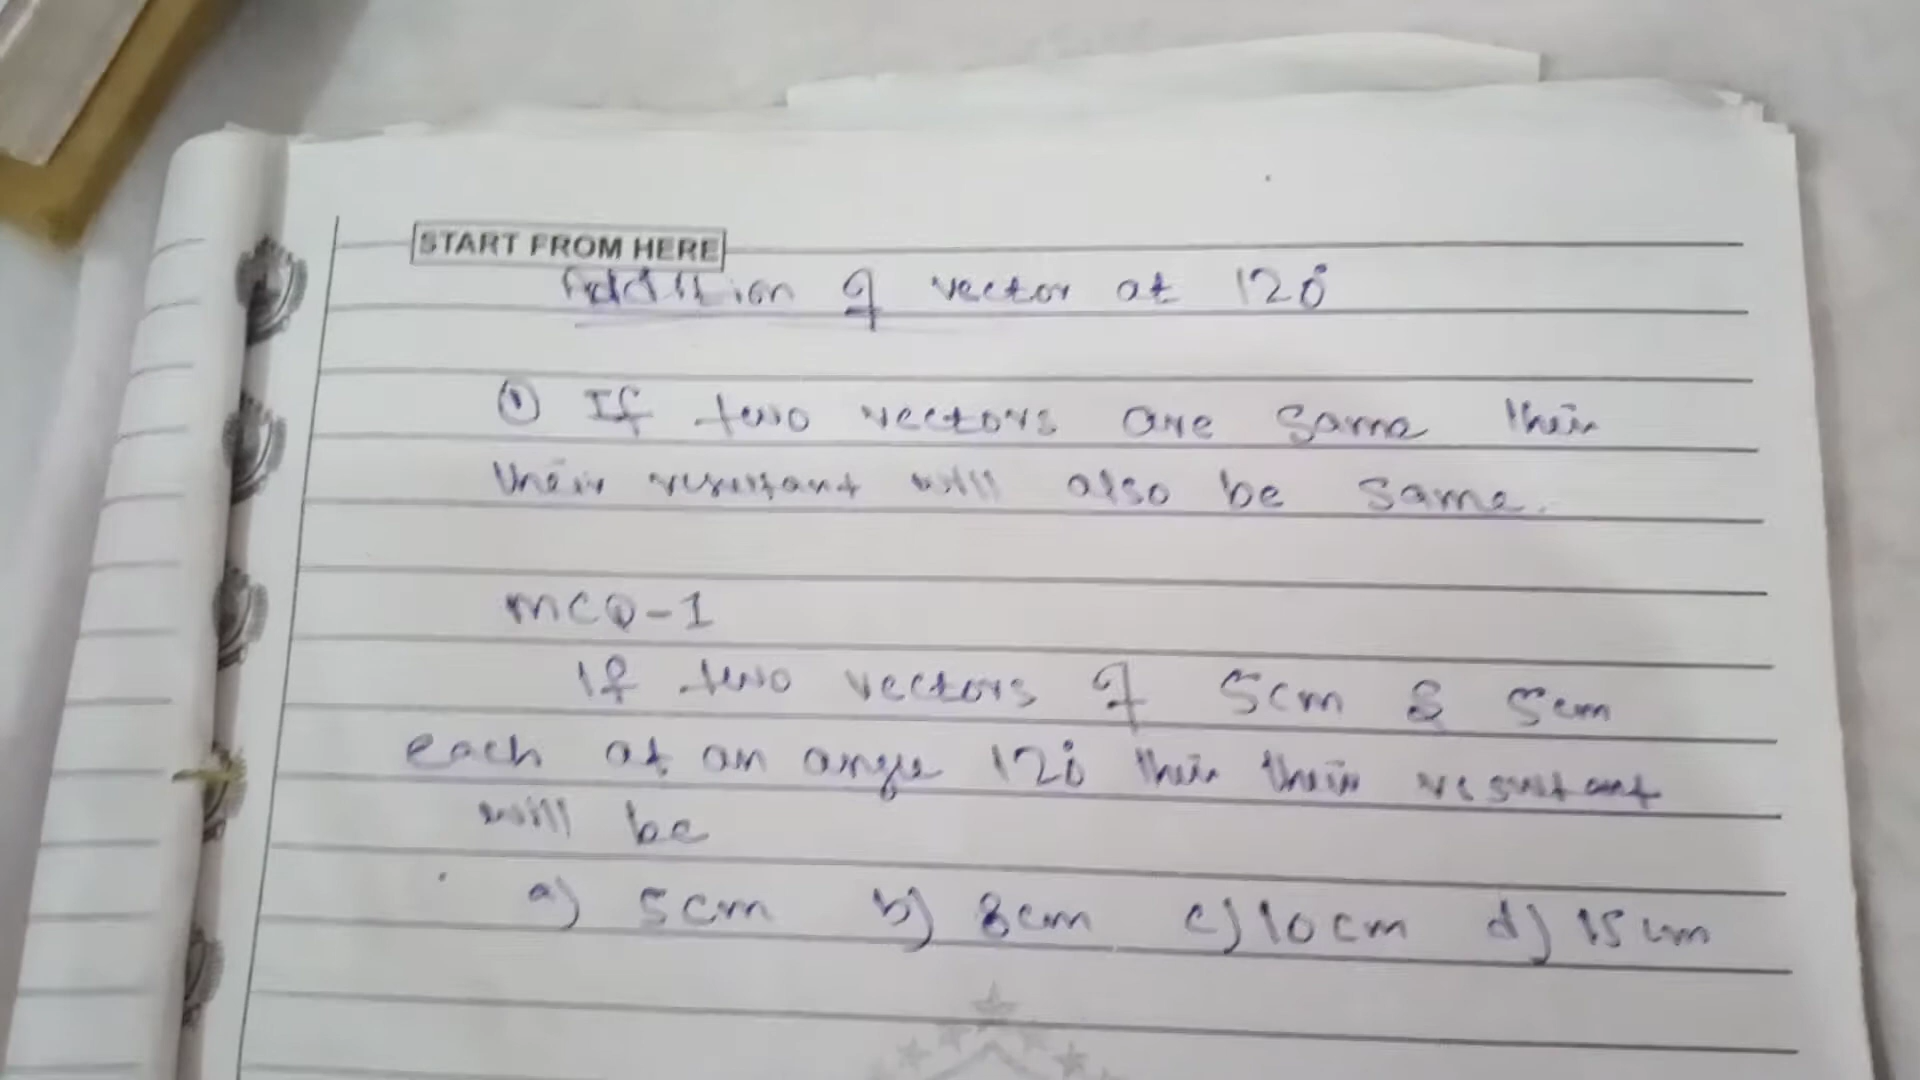 START FROM HERE
Addition of vector at 120°
① If two vectors are same then
their resultant will also be same.
MCQ-1
If two vectors of 5cm & 5cm
each at an angle 120° then their resultant
will be
a) 5cm b) 8cm c) 10cm d) 15cm